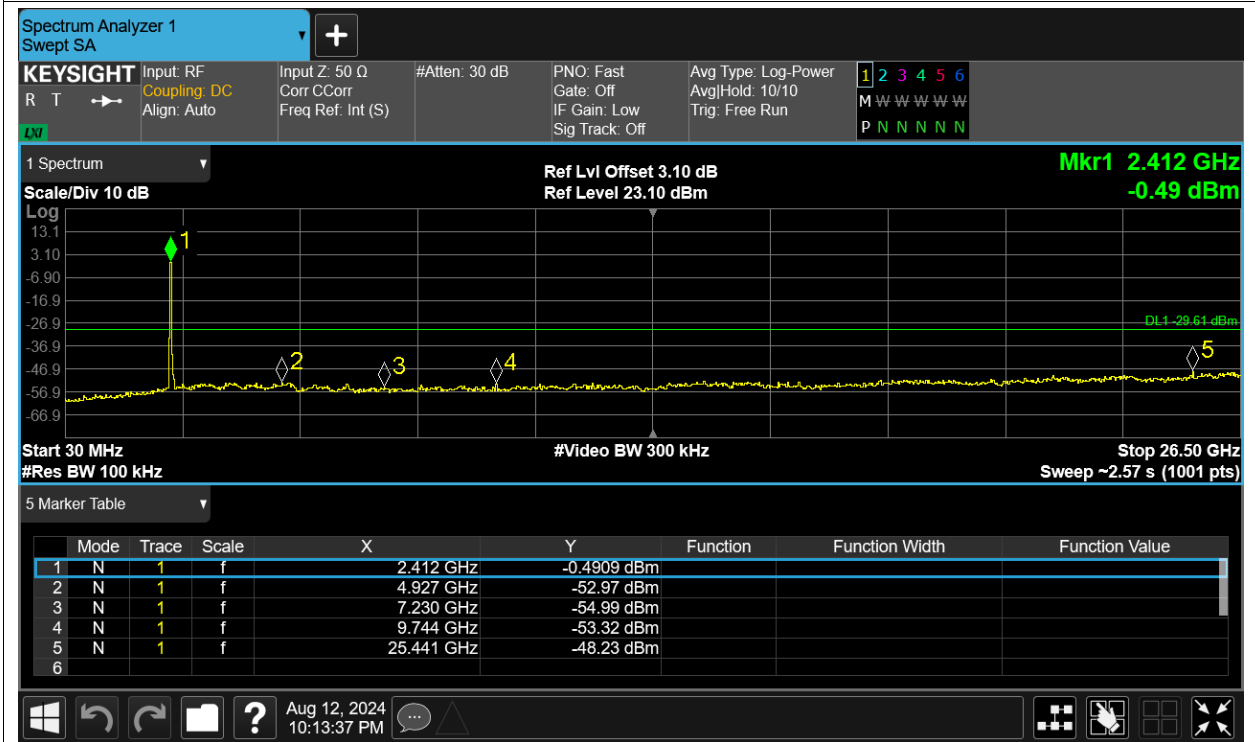 Spectrum Analyzer 1
Swept SA
KEYSIGHT
R T
LXI
Input: RF
Coupling: DC
Align: Auto
Input Z: 50 Ω
Corr CCorr
Freq Ref: Int (S)
#Atten: 30 dB
PNO: Fast
Gate: Off
IF Gain: Low
Sig Track: Off
Avg Type: Log-Power
Avg|Hold: 10/10
Trig: Free Run
1 2 3 4 5 6
M W W W W W
P N N N N N
1 Spectrum
Scale/Div 10 dB
Ref Lvl Offset 3.10 dB
Ref Level 23.10 dBm
Mkr1 2.412 GHz
-0.49 dBm
Log
13.1
3.10
-6.90
-16.9
-26.9
-36.9
-46.9
-56.9
-66.9
1
2
3
4
5
DL1 -29.61 dBm
Start 30 MHz
#Res BW 100 kHz
#Video BW 300 kHz
Stop 26.50 GHz
Sweep ~2.57 s (1001 pts)
5 Marker Table
Mode Trace Scale X Y Function Function Width Function Value
1 N 1 f 2.412 GHz -0.4909 dBm
2 N 1 f 4.927 GHz -52.97 dBm
3 N 1 f 7.230 GHz -54.99 dBm
4 N 1 f 9.744 GHz -53.32 dBm
5 N 1 f 25.441 GHz -48.23 dBm
6
?
Aug 12, 2024
10:13:37 PM